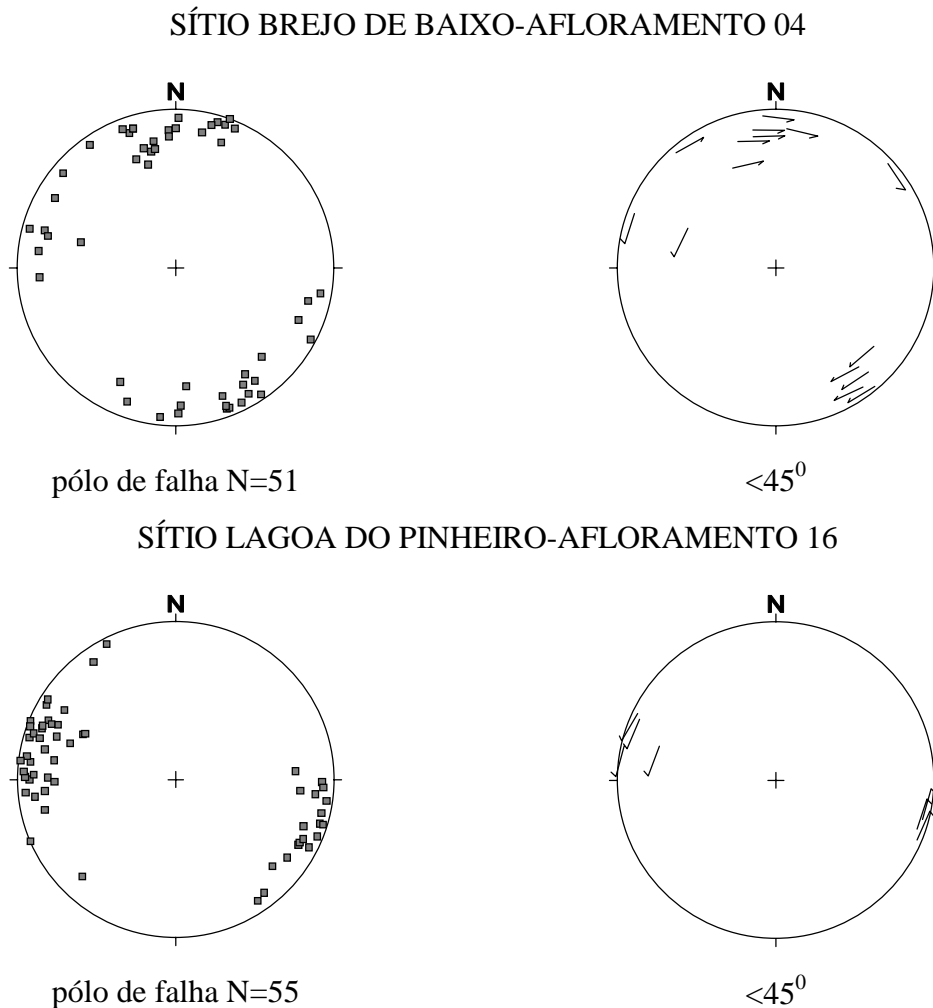 SÍTIO BREJO DE BAIXO-AFLORAMENTO 04
N
N
pólo de falha N=51
<45⁰
SÍTIO LAGOA DO PINHEIRO-AFLORAMENTO 16
N
N
pólo de falha N=55
<45⁰